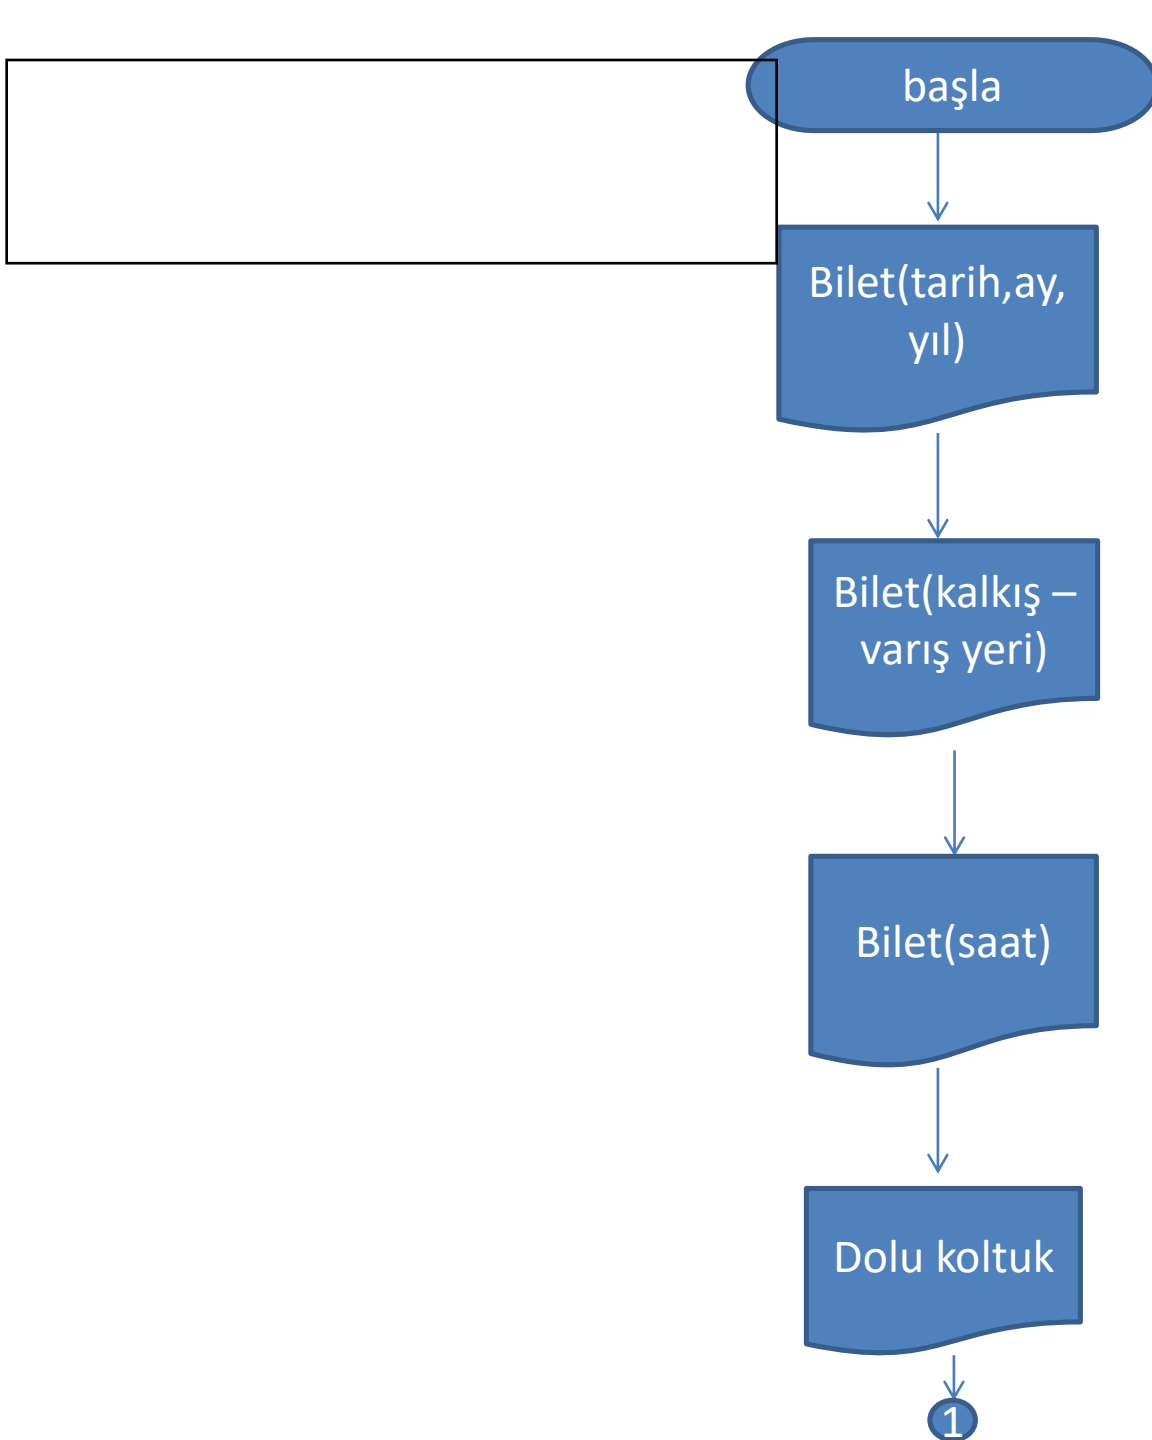 başla
Bilet(tarih,ay,
yıl)
Bilet(kalkış –
varış yeri)
Bilet(saat)
Dolu koltuk
1